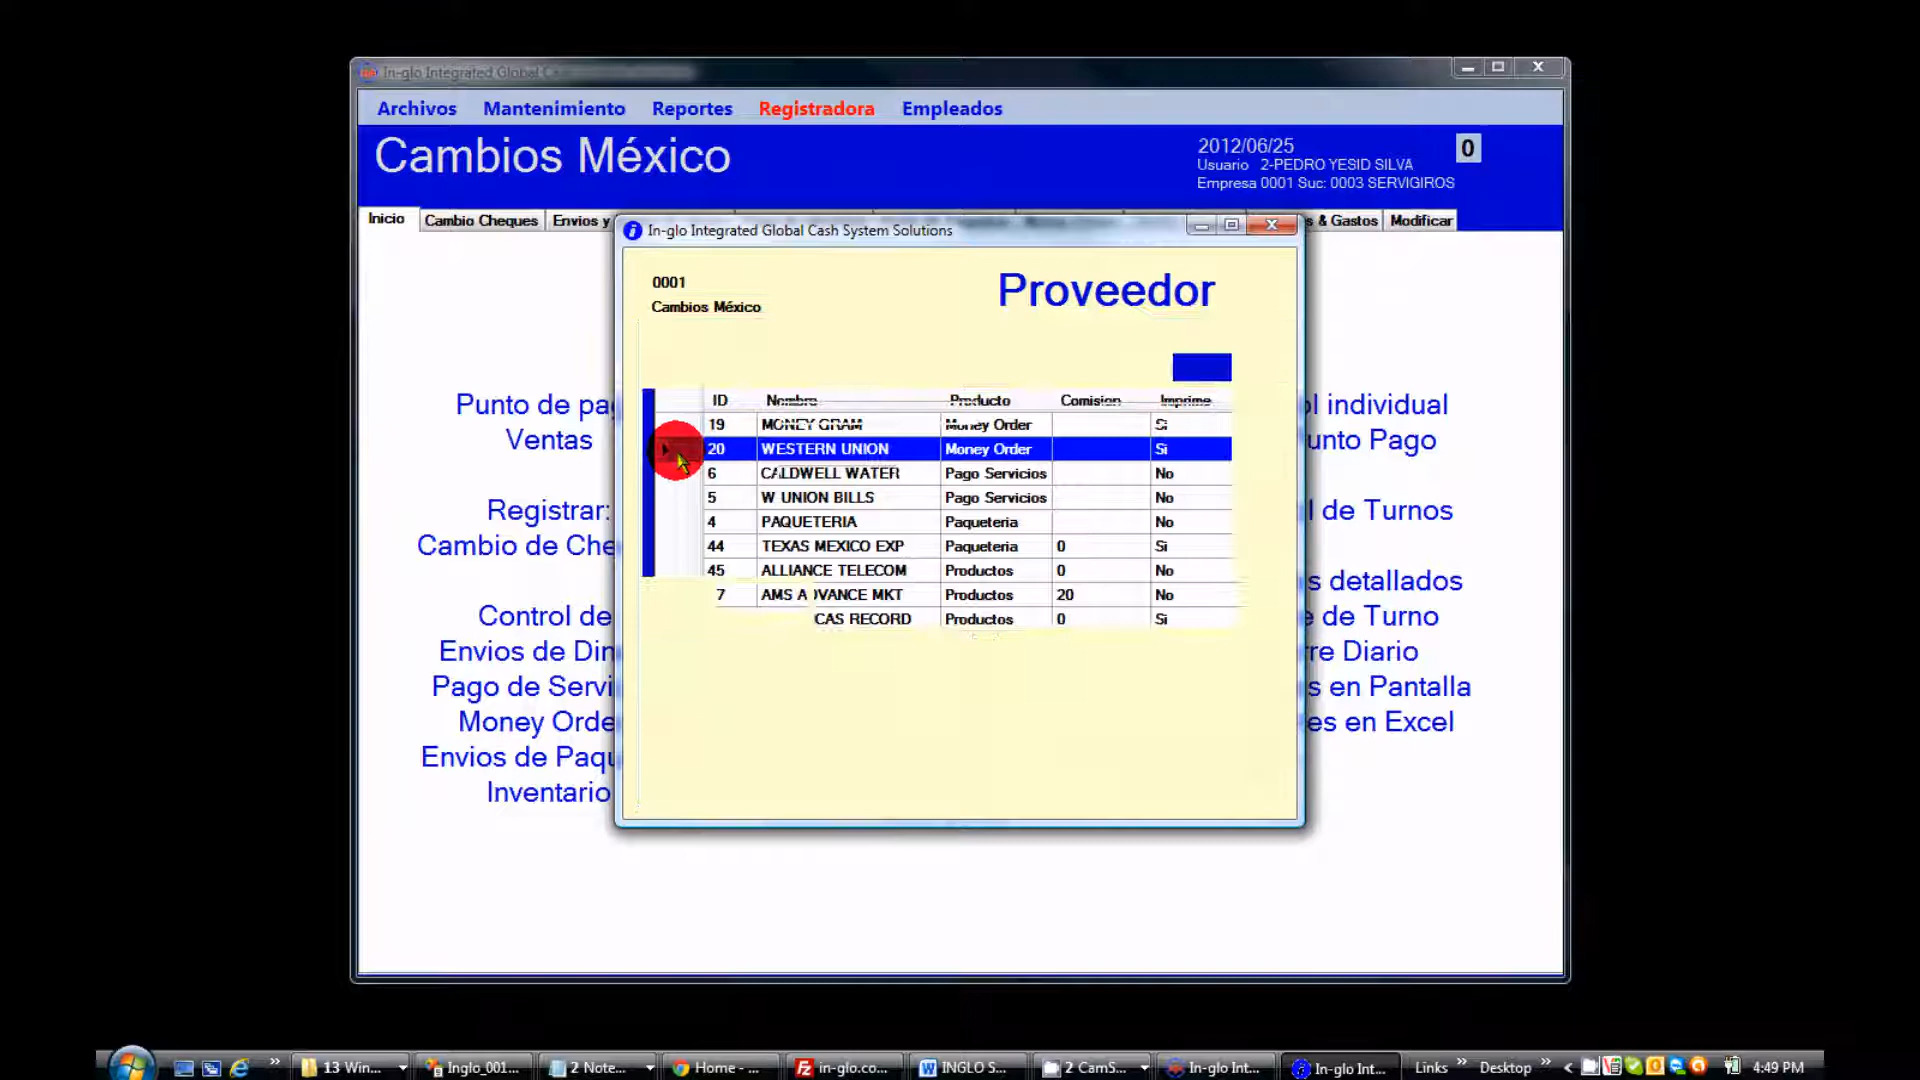 In-glo Integrated Global
Archivos Mantenimiento Reportes Registradora Empleados
Cambios México
2012/06/25
Usuario 2-PEDRO YESID SILVA
Empresa 0001 Suc: 0003 SERVIGIROS
0
Inicio Cambio Cheques Envios y s & Gastos Modificar
In-glo Integrated Global Cash System Solutions
0001
Cambios México
Proveedor
ID Nombre Producto Comision Imprime
19 MONEY GRAM Money Order Si
20 WESTERN UNION Money Order Si
6 CALDWELL WATER Pago Servicios No
5 W UNION BILLS Pago Servicios No
4 PAQUETERIA Paqueteria No
44 TEXAS MEXICO EXP Paqueteria 0 Si
45 ALLIANCE TELECOM Productos 0 No
7 AMS ADVANCE MKT Productos 20 No
CAS RECORD Productos 0 Si
Punto de pa
Ventas
Registrar:
Cambio de Che
Control de
Envios de Din
Pago de Servi
Money Orde
Envios de Paqu
Inventario
ol individual
unto Pago
l de Turnos
s detallados
e de Turno
rre Diario
s en Pantalla
es en Excel
13 Win... Inglo_001... 2 Note... Home - ... in-glo.co... INGLO S... 2 CamS... In-glo Int... In-glo Int... Links » Desktop » 4:49 PM